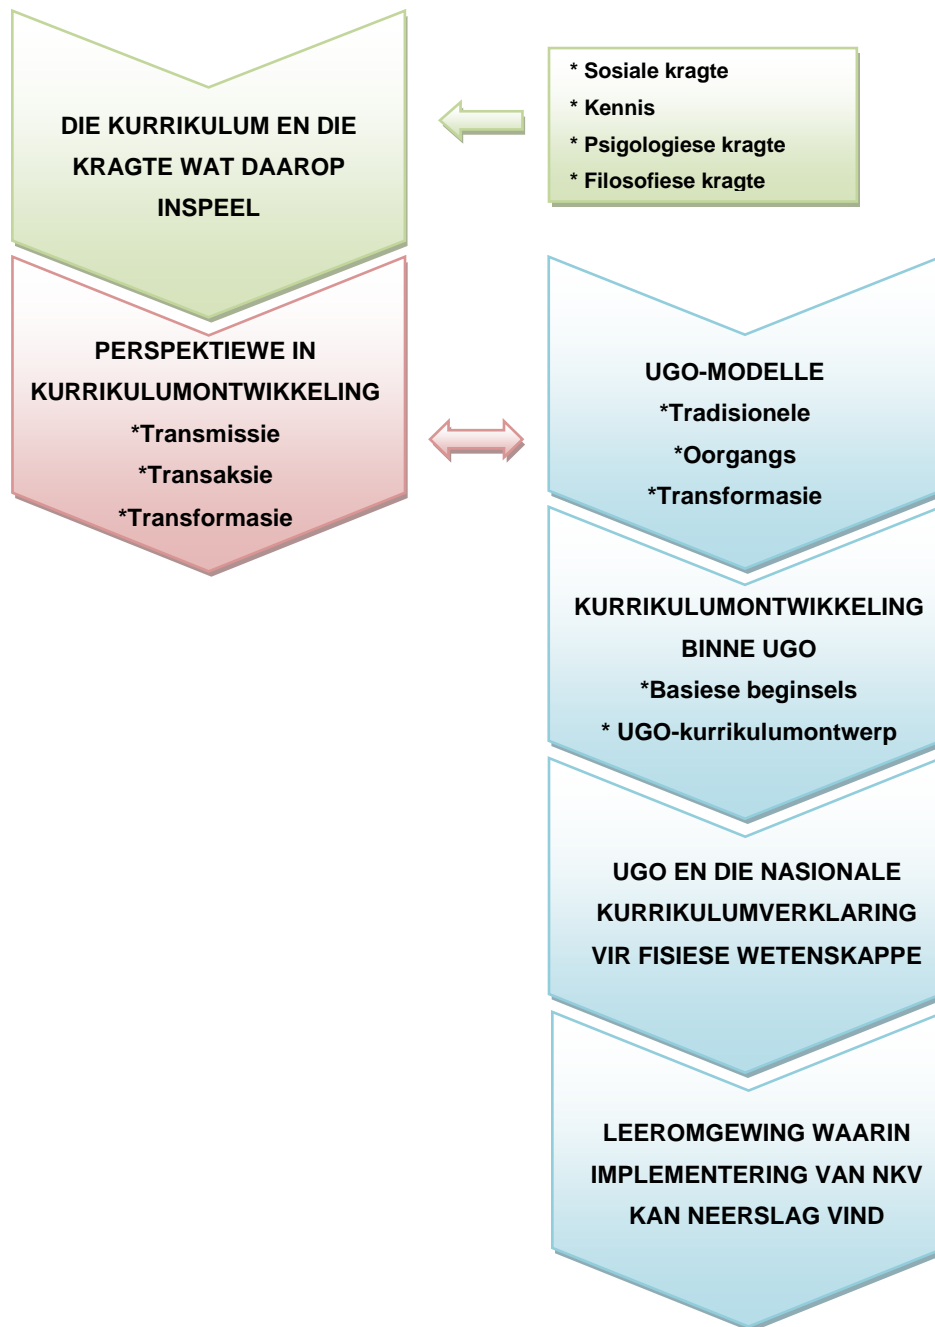 DIE KURRIKULUM EN DIE
KRAGTE WAT DAAROP
INSPEEL
* Sosiale kragte
* Kennis
* Psigologiese kragte
* Filosofiese kragte
PERSPEKTIEWE IN
KURRIKULUMONTWIKKELING
*Transmissie
*Transaksie
*Transformasie
UGO-MODELLE
*Tradisionele
*Oorgangs
*Transformasie
KURRIKULUMONTWIKKELING
BINNE UGO
*Basiese beginsels
* UGO-kurrikulumontwerp
UGO EN DIE NASIONALE
KURRIKULUMVERKLARING
VIR FISIESE WETENSKAPPE
LEEROMGEWING WAARIN
IMPLEMENTERING VAN NKV
KAN NEERSLAG VIND